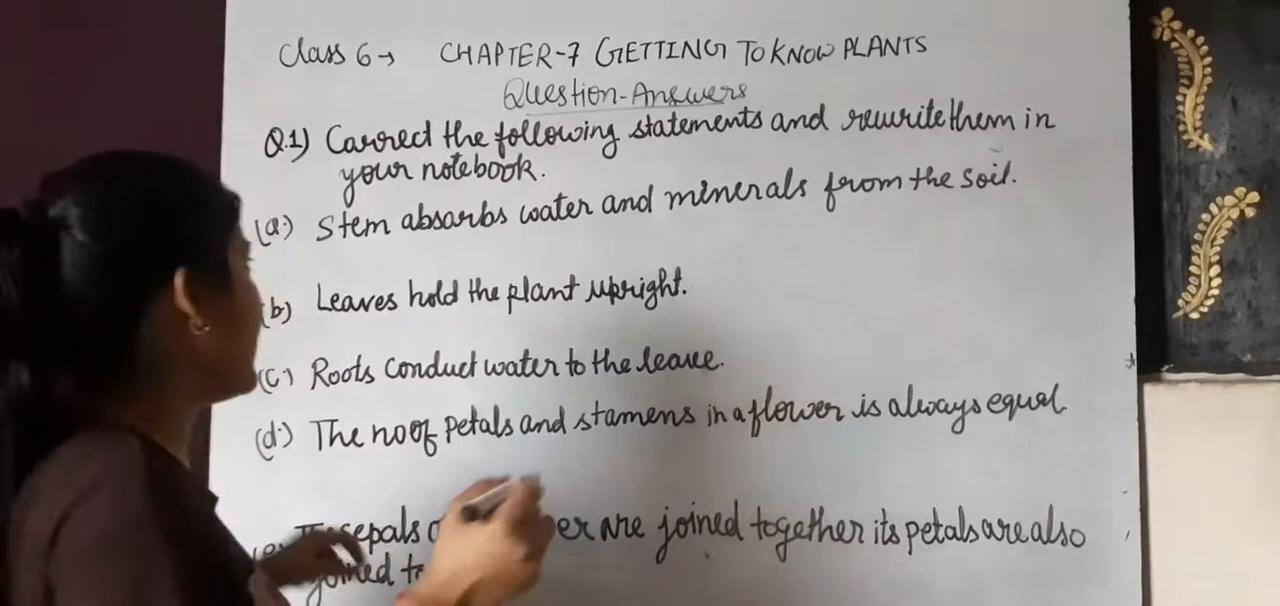 Class 6→ CHAPTER-7 GETTING TO KNOW PLANTS
Question-Answers
Q.1) Carrect the following statements and rewrite them in
your notebook.
(a.) Stem absorbs water and minerals from the soil.
(b) Leaves hold the plant upright.
(c.) Roots conduct water to the leave.
(d.) The no of petals and stamens in a flower is always equal.
sepals are joined together its petals are also
joined